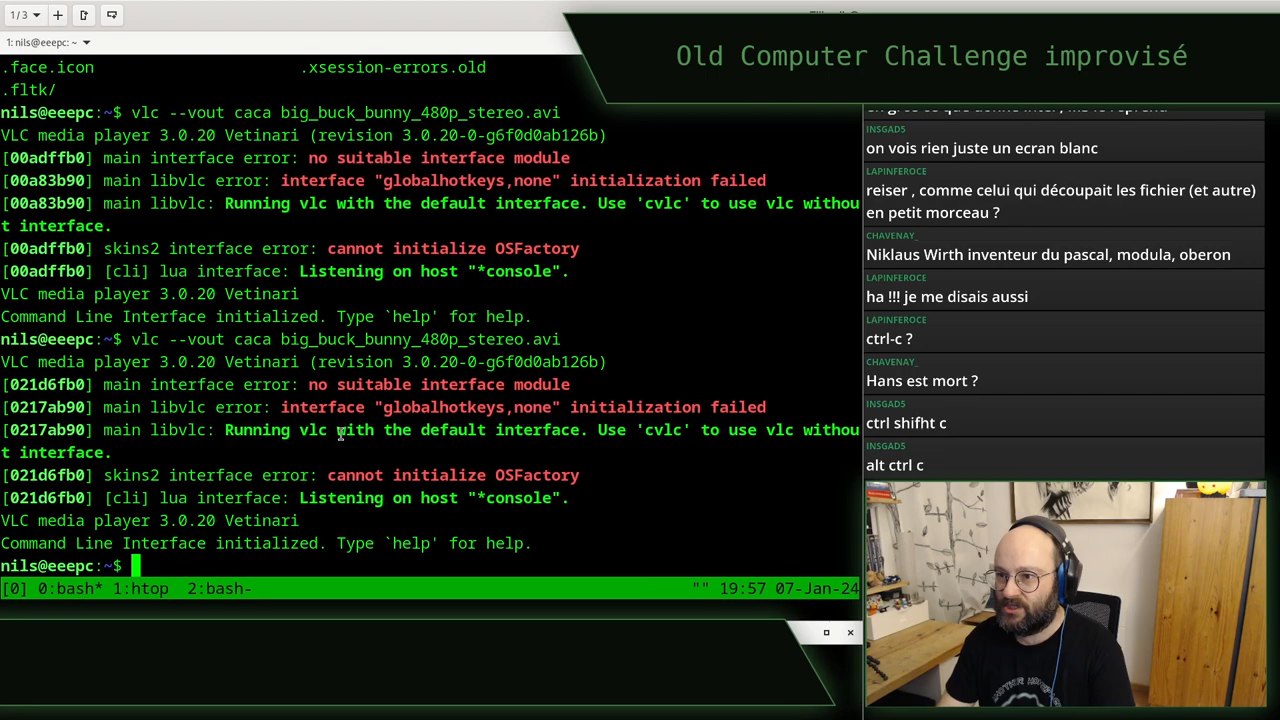 1/3
1: nils@eeepc: ~
Old Computer Challenge improvisé
.face.icon .xsession-errors.old
.fltk/
nils@eeepc:~$ vlc --vout caca big_buck_bunny_480p_stereo.avi
VLC media player 3.0.20 Vetinari (revision 3.0.20-0-g6f0d0ab126b)
[00adffb0] main interface error: no suitable interface module
[00a83b90] main libvlc error: interface "globalhotkeys,none" initialization failed
[00a83b90] main libvlc: Running vlc with the default interface. Use 'cvlc' to use vlc withou
t interface.
[00adffb0] skins2 interface error: cannot initialize OSFactory
[00adffb0] [cli] lua interface: Listening on host "*console".
VLC media player 3.0.20 Vetinari
Command Line Interface initialized. Type `help' for help.
nils@eeepc:~$ vlc --vout caca big_buck_bunny_480p_stereo.avi
VLC media player 3.0.20 Vetinari (revision 3.0.20-0-g6f0d0ab126b)
[021d6fb0] main interface error: no suitable interface module
[0217ab90] main libvlc error: interface "globalhotkeys,none" initialization failed
[0217ab90] main libvlc: Running vlc with the default interface. Use 'cvlc' to use vlc withou
t interface.
[021d6fb0] skins2 interface error: cannot initialize OSFactory
[021d6fb0] [cli] lua interface: Listening on host "*console".
VLC media player 3.0.20 Vetinari
Command Line Interface initialized. Type `help' for help.
nils@eeepc:~$
[0] 0:bash* 1:htop 2:bash- "" 19:57 07-Jan-24
INSGAD5
on vois rien juste un ecran blanc
LAPINFEROCE
reiser , comme celui qui découpait les fichier (et autre)
en petit morceau ?
CHAVENAY_
Niklaus Wirth inventeur du pascal, modula, oberon
LAPINFEROCE
ha !!! je me disais aussi
LAPINFEROCE
ctrl-c ?
CHAVENAY_
Hans est mort ?
INSGAD5
ctrl shifht c
INSGAD5
alt ctrl c